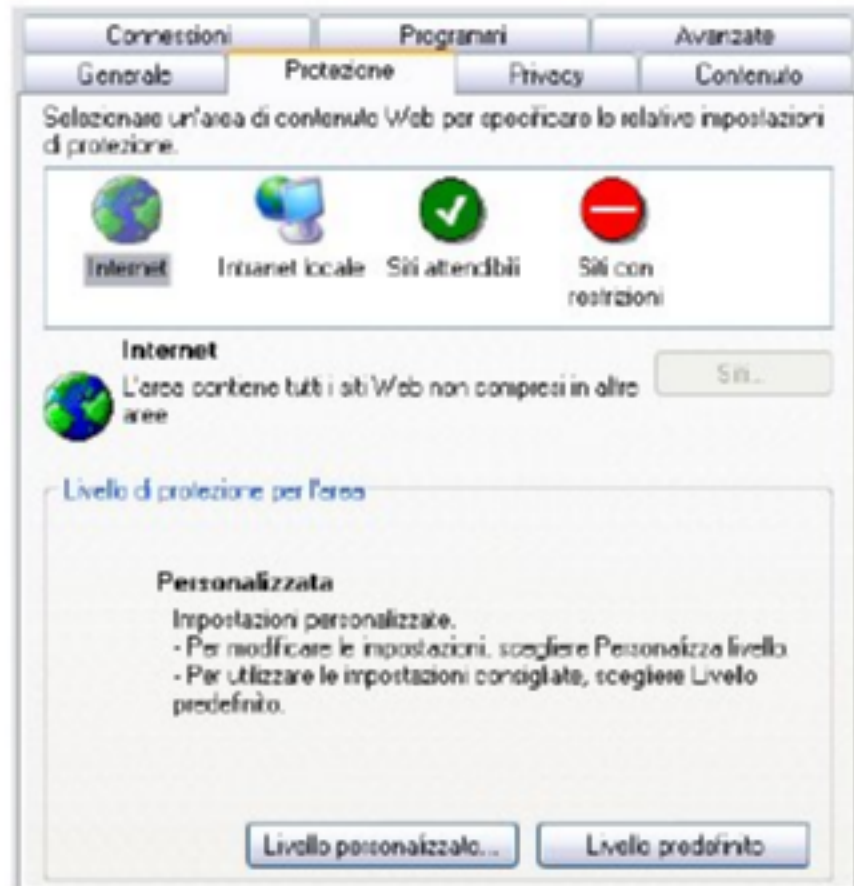 Connessioni Programmi Avanzate
Generale Protezione Privacy Contenuto
Selezionare un'area di contenuto Web per specificare le relative impostazioni
di protezione.
Internet Intranet locale Siti attendibili Siti con
restrizioni
Internet
L'area contiene tutti i siti Web non compresi in altre
aree
Siti...
Livello di protezione per l'area
Personalizzata
Impostazioni personalizzate.
- Per modificare le impostazioni, scegliere Personalizza livello.
- Per utilizzare le impostazioni consigliate, scegliere Livello
predefinito.
Livello personalizzato... Livello predefinito